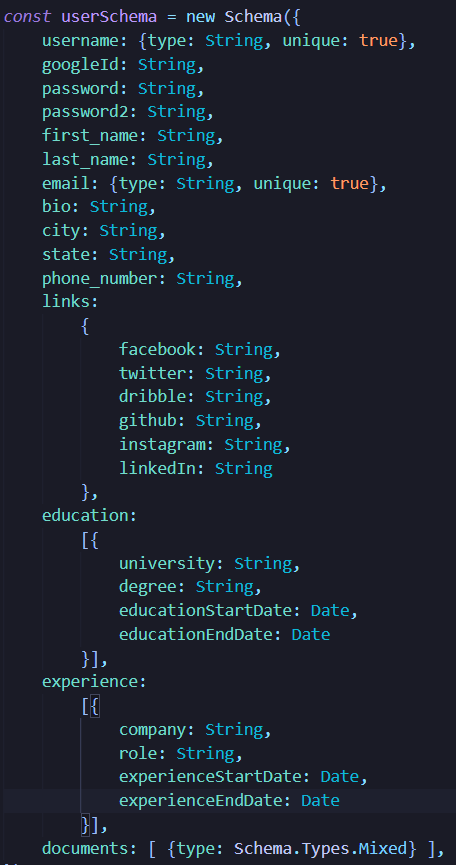 const userSchema = new Schema({
    username: {type: String, unique: true},
    googleId: String,
    password: String,
    password2: String,
    first_name: String,
    last_name: String,
    email: {type: String, unique: true},
    bio: String,
    city: String,
    state: String,
    phone_number: String,
    links:
        {
            facebook: String,
            twitter: String,
            dribble: String,
            github: String,
            instagram: String,
            linkedIn: String
        },
    education:
        [{
            university: String,
            degree: String,
            educationStartDate: Date,
            educationEndDate: Date
        }],
    experience:
        [{
            company: String,
            role: String,
            experienceStartDate: Date,
            experienceEndDate: Date
        }],
    documents: [ {type: Schema.Types.Mixed} ],